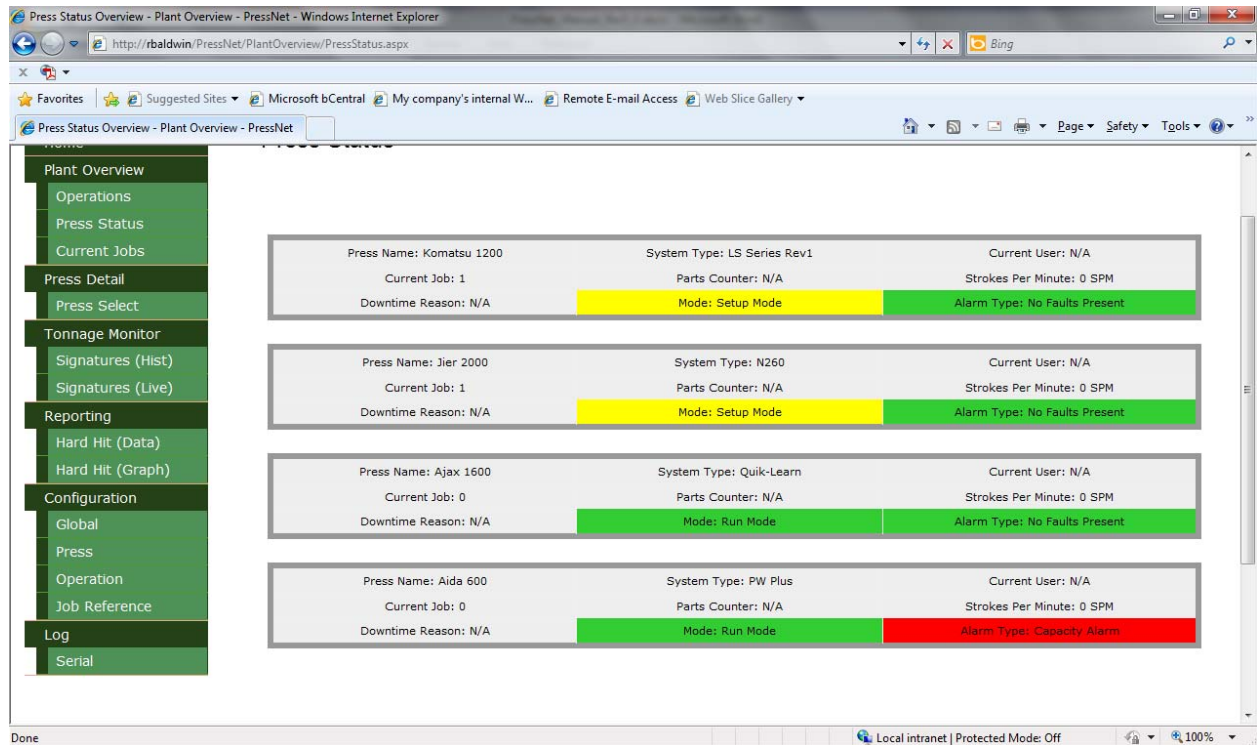 Press Status Overview - Plant Overview - PressNet - Windows Internet Explorer
http://rbaldwin/PressNet/PlantOverview/PressStatus.aspx
Bing
Favorites Suggested Sites Microsoft bCentral My company's internal W... Remote E-mail Access Web Slice Gallery
Press Status Overview - Plant Overview - PressNet
Page Safety Tools
Home
Press Status
Plant Overview
Operations
Press Status
Current Jobs
Press Detail
Press Select
Tonnage Monitor
Signatures (Hist)
Signatures (Live)
Reporting
Hard Hit (Data)
Hard Hit (Graph)
Configuration
Global
Press
Operation
Job Reference
Log
Serial
Press Name: Komatsu 1200 System Type: LS Series Rev1 Current User: N/A
Current Job: 1 Parts Counter: N/A Strokes Per Minute: 0 SPM
Downtime Reason: N/A Mode: Setup Mode Alarm Type: No Faults Present
Press Name: Jier 2000 System Type: N260 Current User: N/A
Current Job: 1 Parts Counter: N/A Strokes Per Minute: 0 SPM
Downtime Reason: N/A Mode: Setup Mode Alarm Type: No Faults Present
Press Name: Ajax 1600 System Type: Quik-Learn Current User: N/A
Current Job: 0 Parts Counter: N/A Strokes Per Minute: 0 SPM
Downtime Reason: N/A Mode: Run Mode Alarm Type: No Faults Present
Press Name: Aida 600 System Type: PW Plus Current User: N/A
Current Job: 0 Parts Counter: N/A Strokes Per Minute: 0 SPM
Downtime Reason: N/A Mode: Run Mode Alarm Type: Capacity Alarm
Done Local intranet | Protected Mode: Off 100%